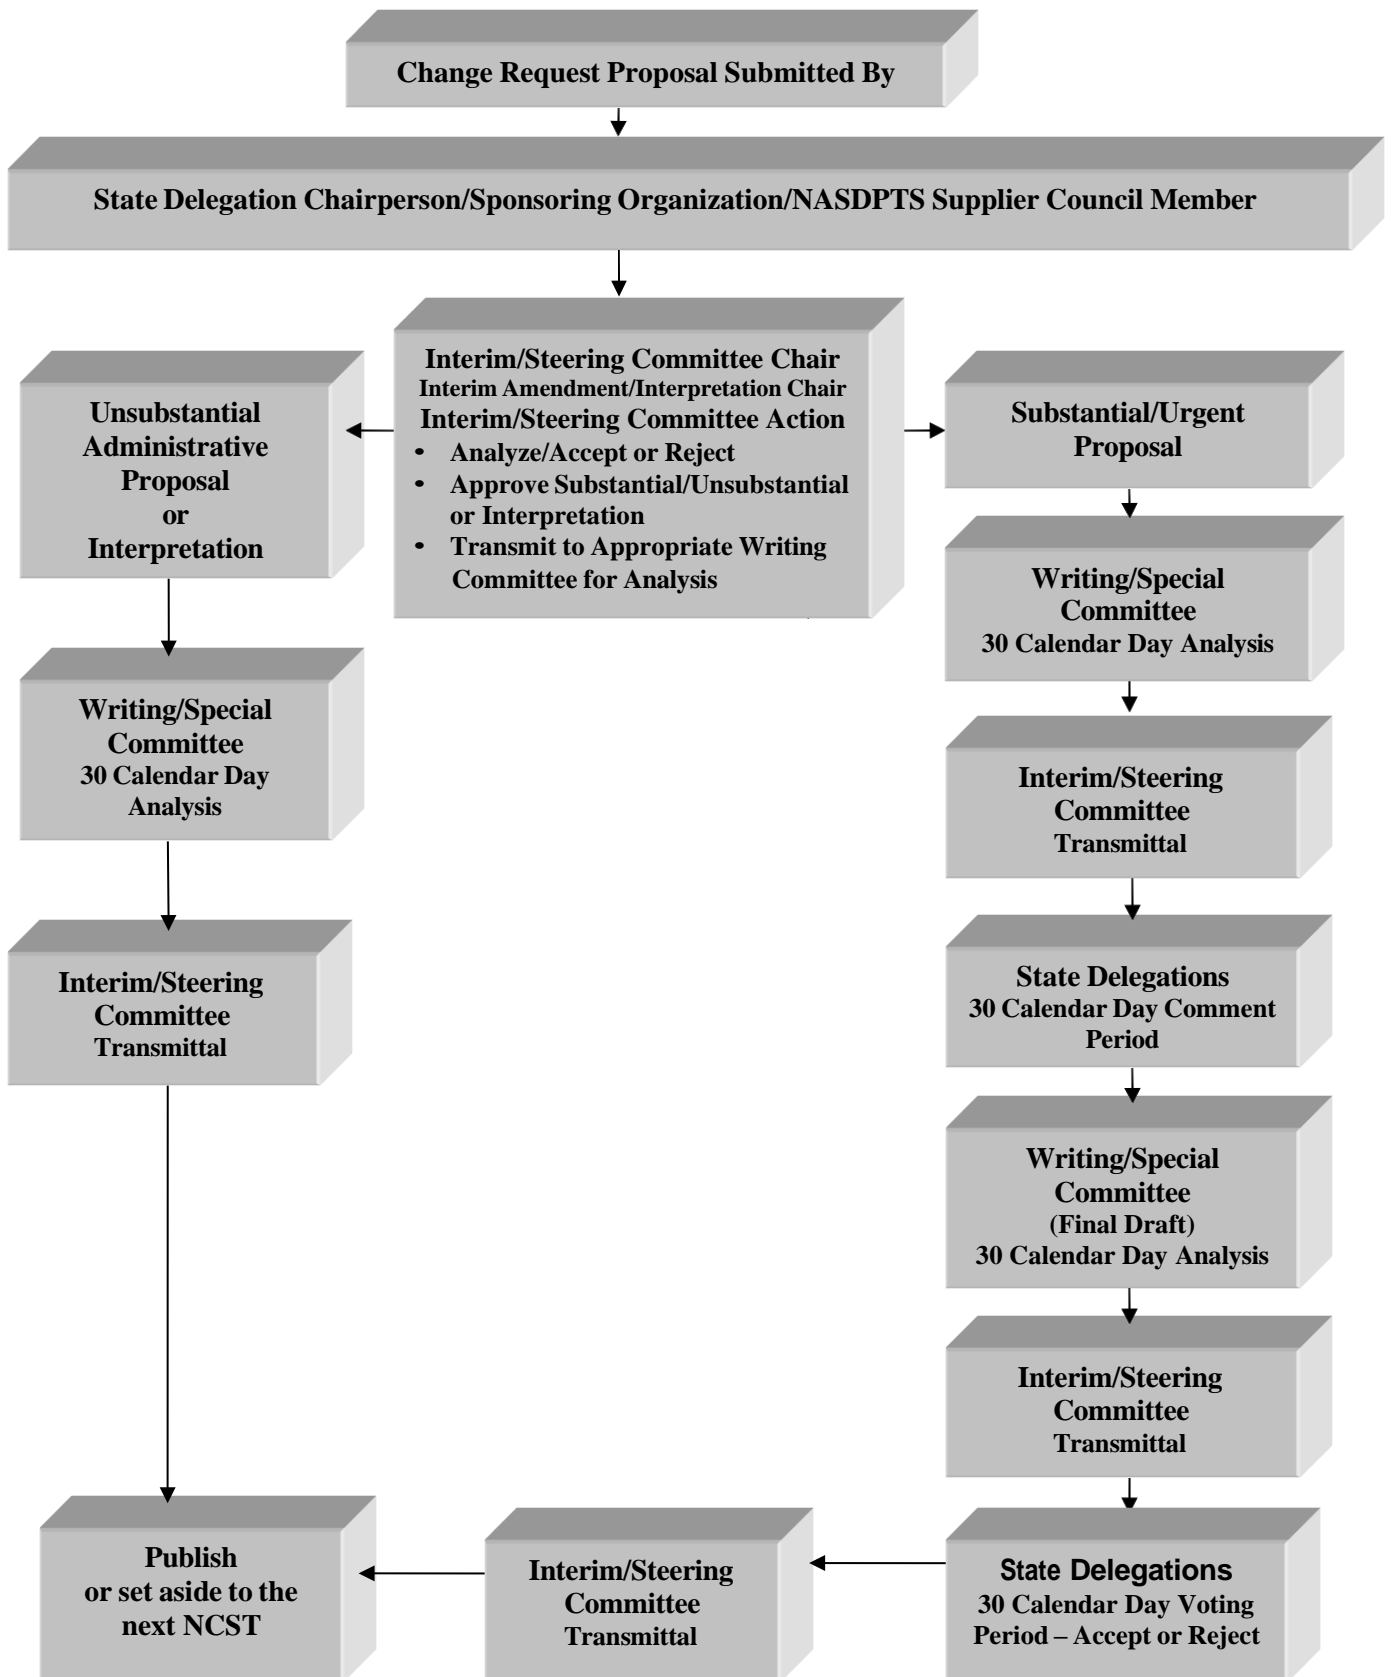 Change Request Proposal Submitted By
State Delegation Chairperson/Sponsoring Organization/NASDPTS Supplier Council Member
Interim/Steering Committee Chair
Interim Amendment/Interpretation Chair
Interim/Steering Committee Action
• Analyze/Accept or Reject
• Approve Substantial/Unsubstantial
or Interpretation
• Transmit to Appropriate Writing
Committee for Analysis
Unsubstantial
Administrative
Proposal
or
Interpretation
Writing/Special
Committee
30 Calendar Day
Analysis
Interim/Steering
Committee
Transmittal
Substantial/Urgent
Proposal
Writing/Special
Committee
30 Calendar Day Analysis
Interim/Steering
Committee
Transmittal
State Delegations
30 Calendar Day Comment
Period
Writing/Special
Committee
(Final Draft)
30 Calendar Day Analysis
Interim/Steering
Committee
Transmittal
State Delegations
30 Calendar Day Voting
Period – Accept or Reject
Interim/Steering
Committee
Transmittal
Publish
or set aside to the
next NCST